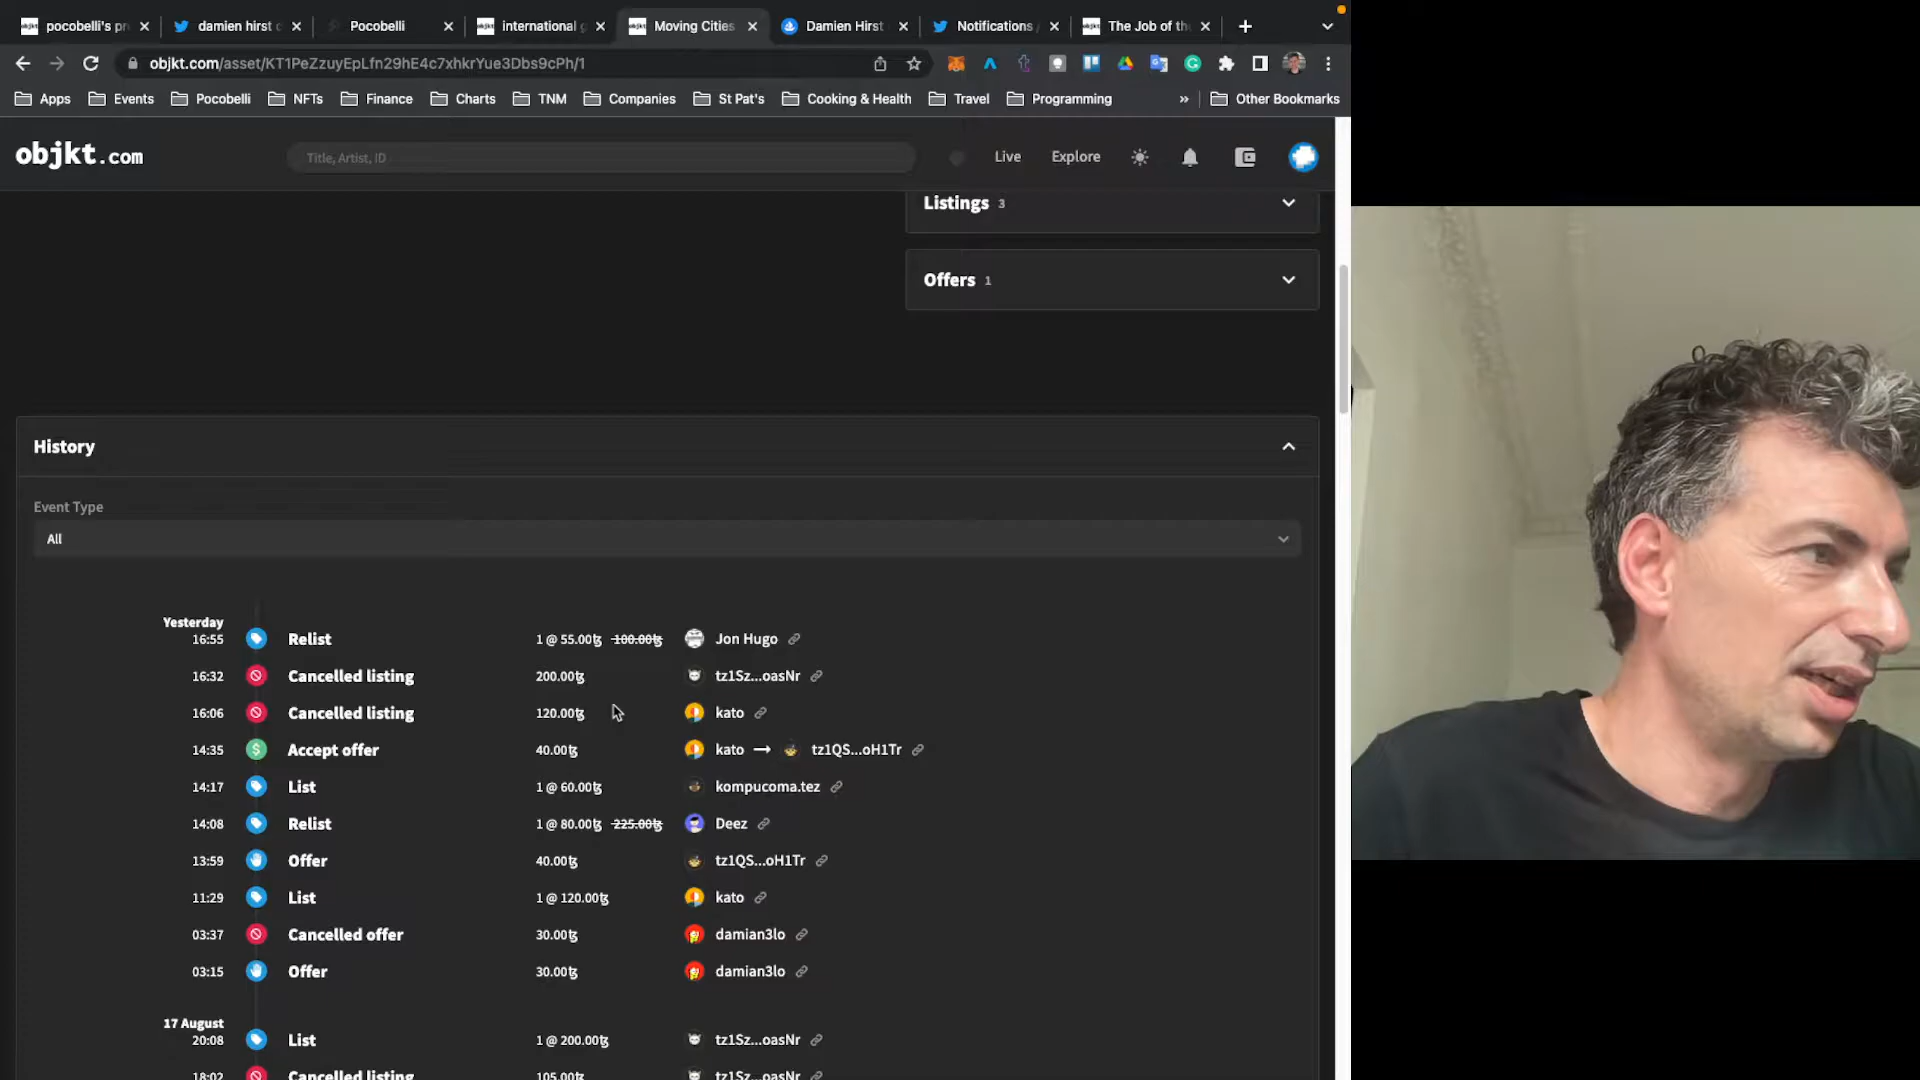 pocobelli's pr
damien hirst c
Pocobelli
international g
Moving Cities
Damien Hirst
Notifications /
The Job of th
objkt.com/asset/KT1PeZzuyEpLfn29hE4c7xhkrYue3Dbs9cPh/1
Apps
Events
Pocobelli
NFTs
Finance
Charts
TNM
Companies
St Pat's
Cooking & Health
Travel
Programming
»
Other Bookmarks
objkt.com
Title, Artist, ID
Live
Explore
Listings 3
Offers 1
History
Event Type
All
Yesterday
16:55 Relist 1 @ 55.00ꜩ 100.00ꜩ Jon Hugo
16:32 Cancelled listing 200.00ꜩ tz1Sz...oasNr
16:06 Cancelled listing 120.00ꜩ kato
14:35 Accept offer 40.00ꜩ kato → tz1QS...oH1Tr
14:17 List 1 @ 60.00ꜩ kompucoma.tez
14:08 Relist 1 @ 80.00ꜩ 225.00ꜩ Deez
13:59 Offer 40.00ꜩ tz1QS...oH1Tr
11:29 List 1 @ 120.00ꜩ kato
03:37 Cancelled offer 30.00ꜩ damian3lo
03:15 Offer 30.00ꜩ damian3lo
17 August
20:08 List 1 @ 200.00ꜩ tz1Sz...oasNr
18:02 Cancelled listing 105.00ꜩ tz1Sz...oasNr